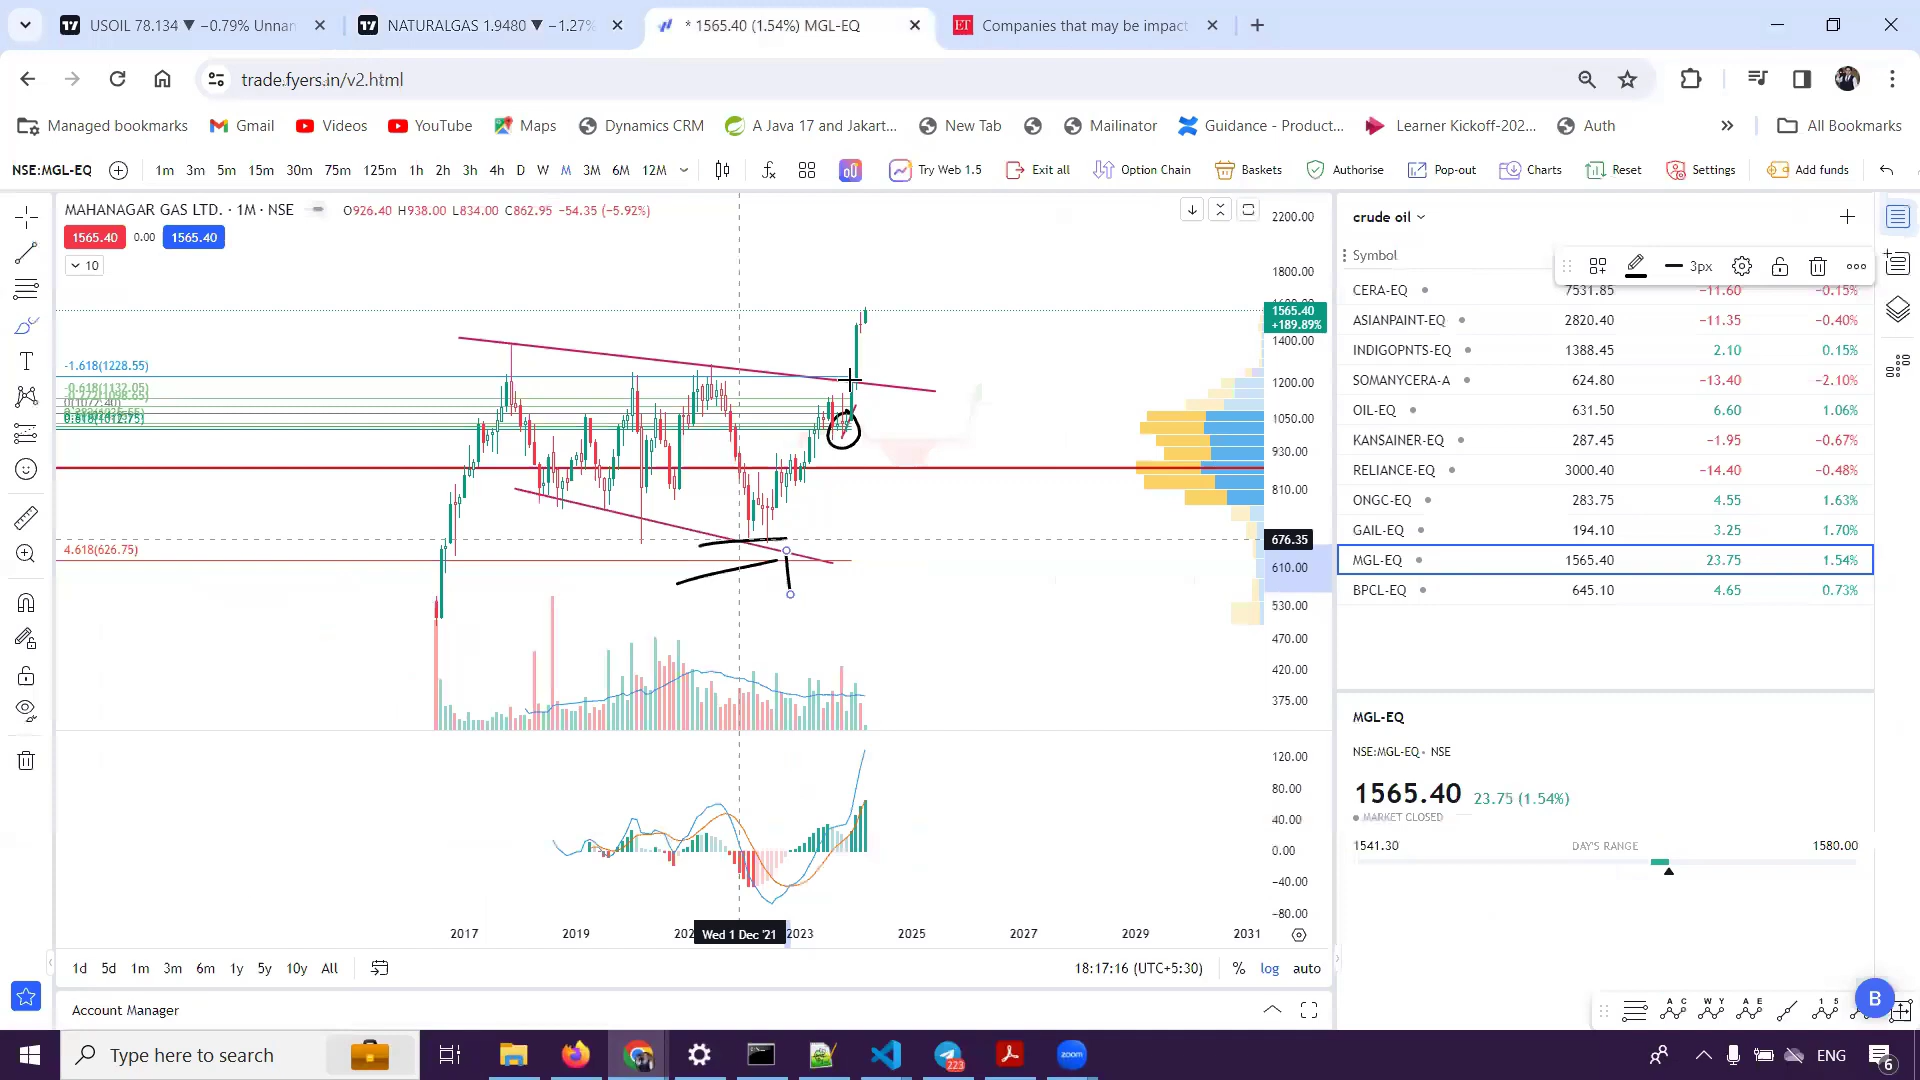 USOIL 78.134 ▼ −0.79% Unnan
NATURALGAS 1.9480 ▼ −1.27%
* 1565.40 (1.54%) MGL-EQ
ET Companies that may be impact
trade.fyers.in/v2.html
Managed bookmarks Gmail Videos YouTube Maps Dynamics CRM A Java 17 and Jakart... New Tab Mailinator Guidance - Product... Learner Kickoff-202... Auth » All Bookmarks
NSE:MGL-EQ 1m 3m 5m 15m 30m 75m 125m 1h 2h 3h 4h D W M 3M 6M 12M Try Web 1.5 Exit all Option Chain Baskets Authorise Pop-out Charts Reset Settings Add funds
MAHANAGAR GAS LTD. · 1M · NSE O926.40 H938.00 L834.00 C862.95 −54.35 (−5.92%)
1565.40 0.00 1565.40
10
2200.00
1800.00
1565.40
+189.89%
1400.00
1200.00
1050.00
930.00
810.00
676.35
610.00
530.00
470.00
420.00
375.00
-1.618(1228.55)
-0.618(1132.05)
4.618(626.75)
120.00
80.00
40.00
0.00
−40.00
−80.00
2017 2019 202 Wed 1 Dec '21 2023 2025 2027 2029 2031
1d 5d 1m 3m 6m 1y 5y 10y All 18:17:16 (UTC+5:30) % log auto
Account Manager
crude oil
Symbol
3px
CERA-EQ 7531.85 −11.60 −0.15%
ASIANPAINT-EQ 2820.40 −11.35 −0.40%
INDIGOPNTS-EQ 1388.45 2.10 0.15%
SOMANYCERA-A 624.80 −13.40 −2.10%
OIL-EQ 631.50 6.60 1.06%
KANSAINER-EQ 287.45 −1.95 −0.67%
RELIANCE-EQ 3000.40 −14.40 −0.48%
ONGC-EQ 283.75 4.55 1.63%
GAIL-EQ 194.10 3.25 1.70%
MGL-EQ 1565.40 23.75 1.54%
BPCL-EQ 645.10 4.65 0.73%
MGL-EQ
NSE:MGL-EQ · NSE
1565.40 23.75 (1.54%)
MARKET CLOSED
1541.30 DAY'S RANGE 1580.00
A C W Y A E 1 5 B
Type here to search
223
zoom
ENG
6